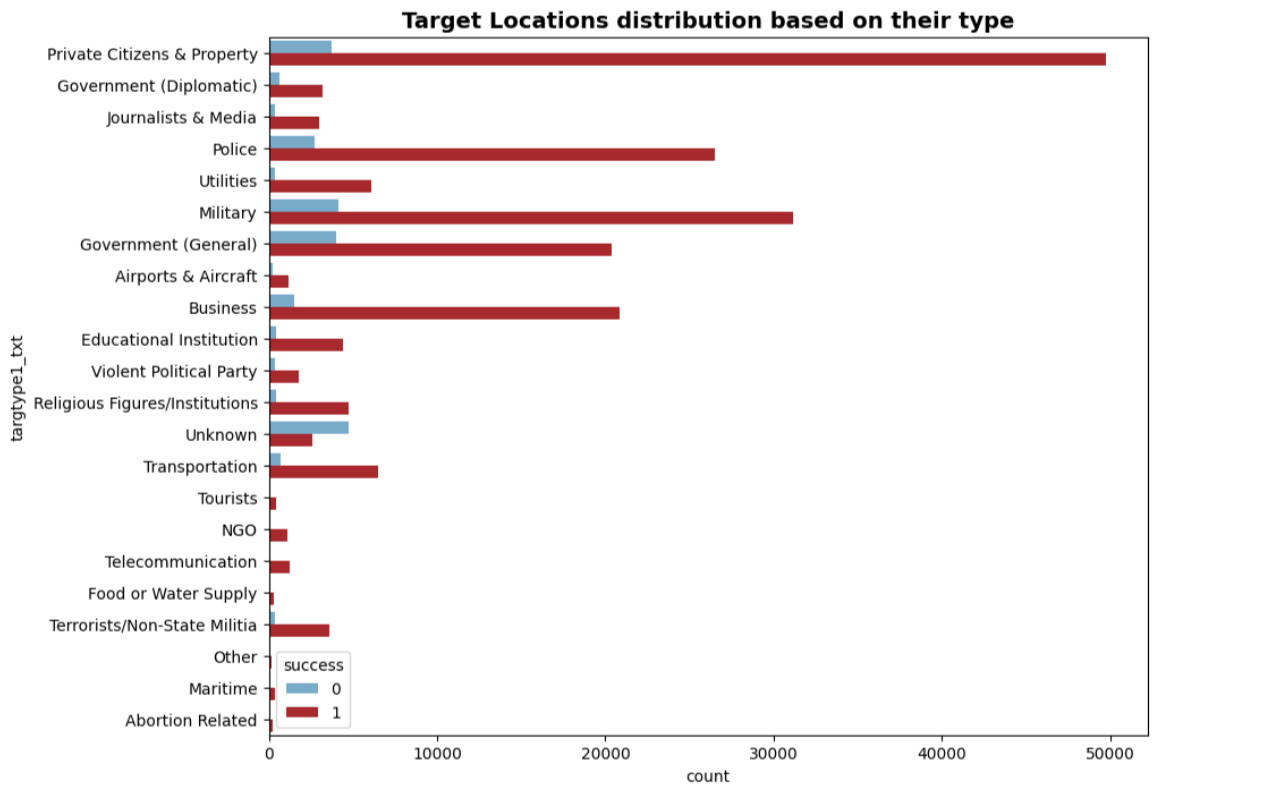 Target Locations distribution based on their type
Private Citizens & Property
Government (Diplomatic)
Journalists & Media
Police
Utilities
Military
Government (General)
Airports & Aircraft
Business
Educational Institution
Violent Political Party
Religious Figures/Institutions
Unknown
Transportation
Tourists
NGO
Telecommunication
Food or Water Supply
Terrorists/Non-State Militia
Other
Maritime
Abortion Related
targtype1_txt
success
0
1
0 10000 20000 30000 40000 50000
count